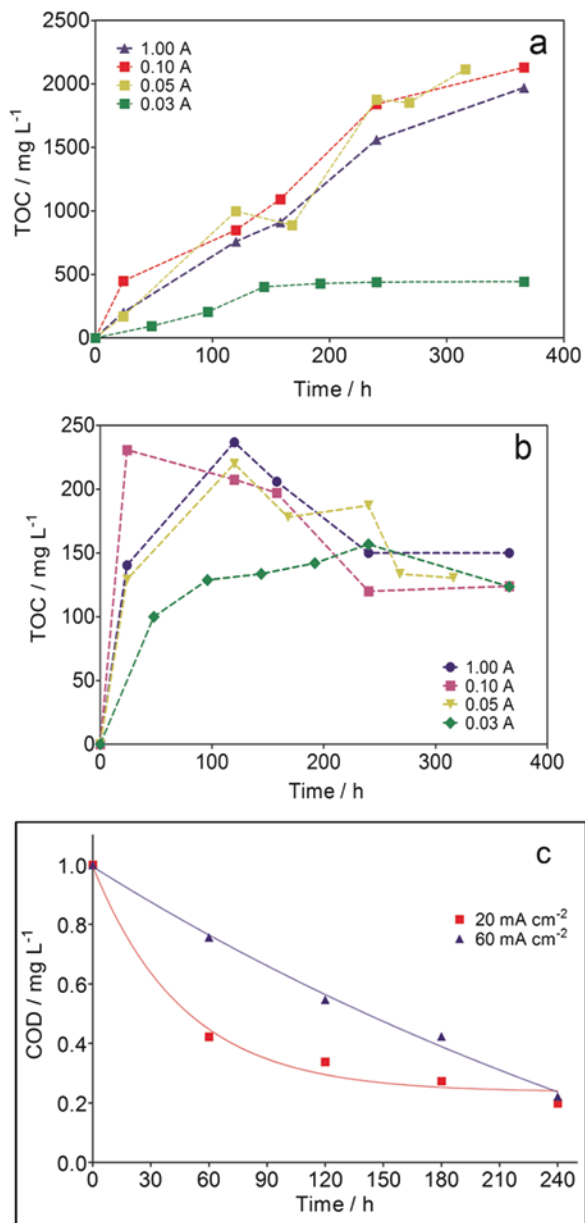 a
1.00 A
0.10 A
0.05 A
0.03 A
TOC / mg L⁻¹
2500
2000
1500
1000
500
0
0 100 200 300 400
Time / h
b
TOC / mg L⁻¹
250
200
150
100
50
0
1.00 A
0.10 A
0.05 A
0.03 A
0 100 200 300 400
Time / h
c
COD / mg L⁻¹
1.0
0.8
0.6
0.4
0.2
0.0
20 mA cm⁻²
60 mA cm⁻²
0 30 60 90 120 150 180 210 240
Time / h